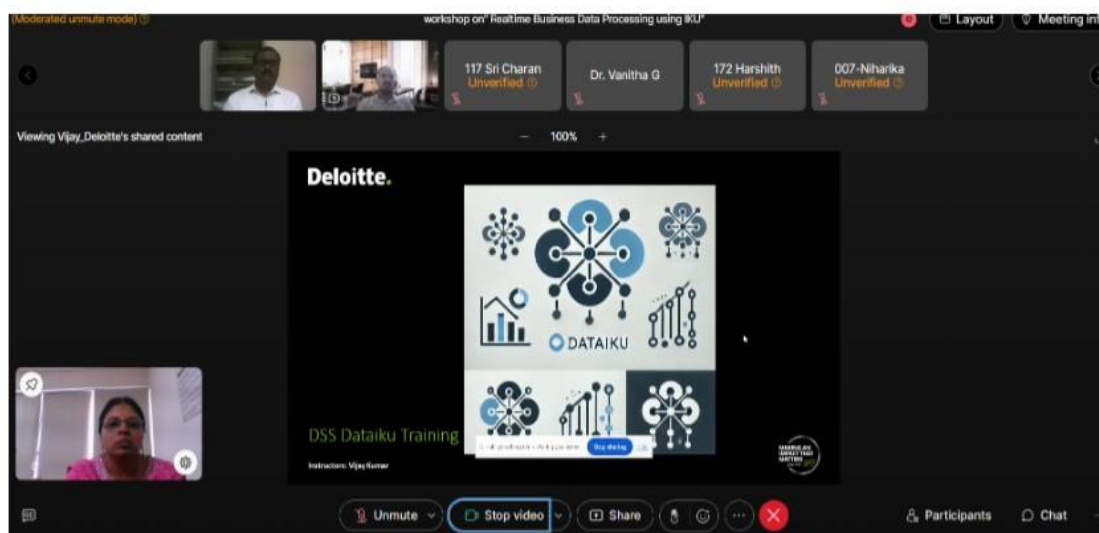 (Moderated unmute mode)
workshop on" Realtime Business Data Processing using IKU"
Layout
Meeting inf
117 Sri Charan
Unverified
Dr. Vanitha G
172 Harshith
Unverified
007-Niharika
Unverified
Viewing Vijay_Deloitte's shared content
100%
Deloitte.
DATAIKU
DSS Dataiku Training
Stop sharing
Instructors: Vijay Kumar
Unmute
Stop video
Share
Participants
Chat